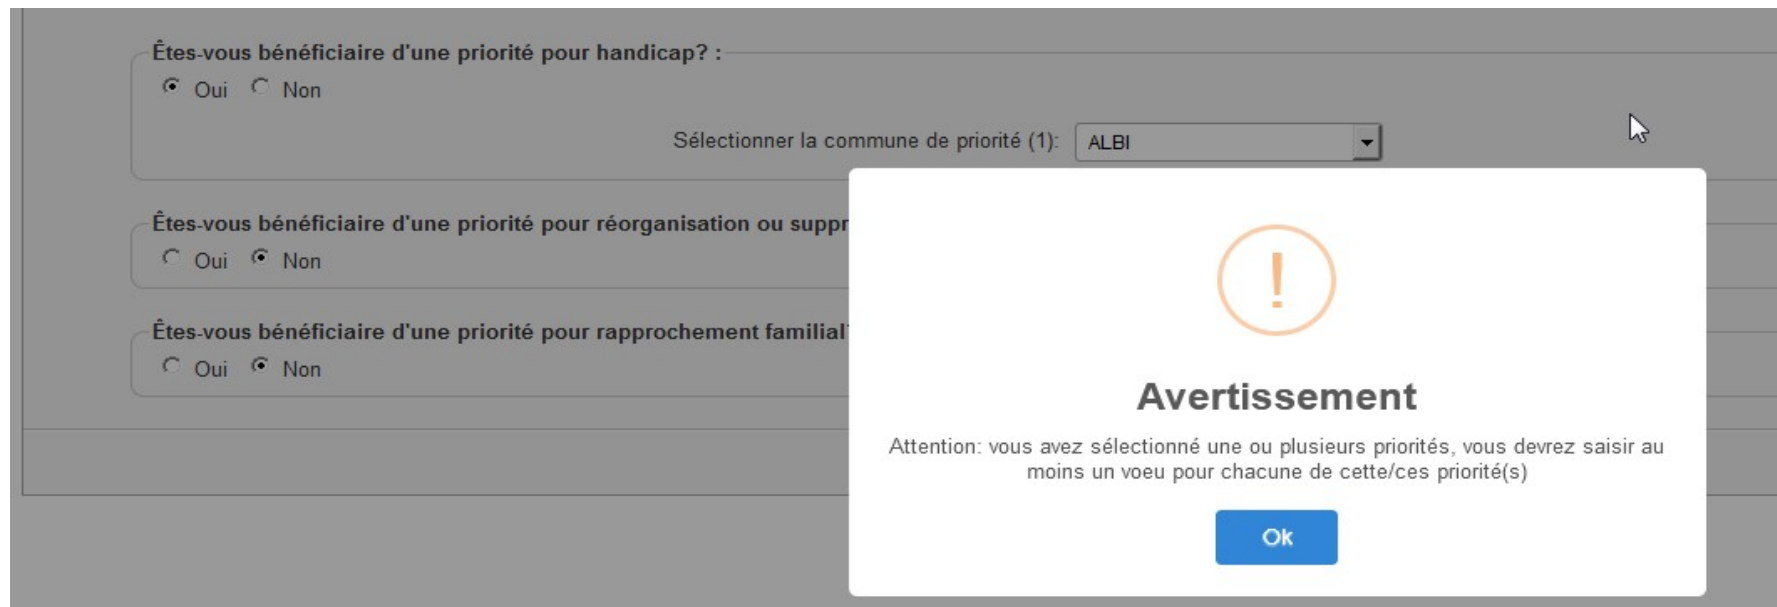 Êtes-vous bénéficiaire d'une priorité pour handicap? :
Oui Non
Sélectionner la commune de priorité (1): ALBI
Êtes-vous bénéficiaire d'une priorité pour réorganisation ou
Oui Non
Êtes-vous bénéficiaire d'une priorité pour rapprochement familial
Oui Non
!
Avertissement
Attention: vous avez sélectionné une ou plusieurs priorités, vous devrez saisir au
moins un voeu pour chacune de cette/ces priorité(s)
Ok